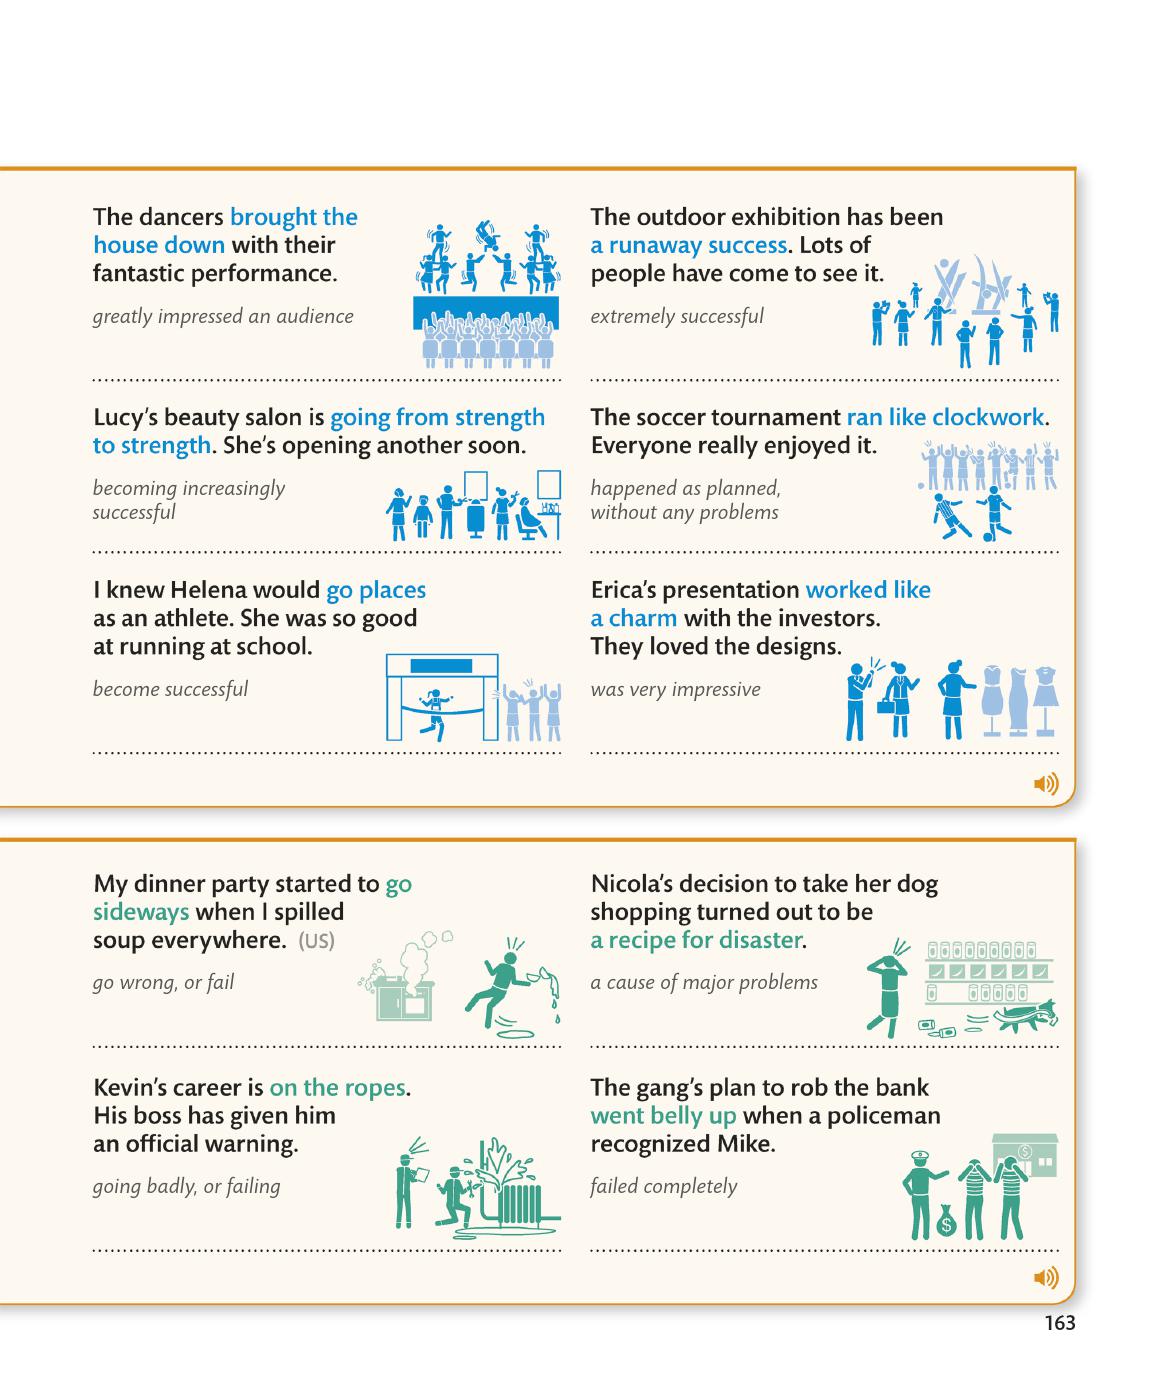 The dancers brought the
house down with their
fantastic performance.
greatly impressed an audience
The outdoor exhibition has been
a runaway success. Lots of
people have come to see it.
extremely successful
Lucy’s beauty salon is going from strength
to strength. She’s opening another soon.
becoming increasingly
successful
The soccer tournament ran like clockwork.
Everyone really enjoyed it.
happened as planned,
without any problems
I knew Helena would go places
as an athlete. She was so good
at running at school.
become successful
Erica’s presentation worked like
a charm with the investors.
They loved the designs.
was very impressive
My dinner party started to go
sideways when I spilled
soup everywhere. (US)
go wrong, or fail
Nicola’s decision to take her dog
shopping turned out to be
a recipe for disaster.
a cause of major problems
Kevin’s career is on the ropes.
His boss has given him
an official warning.
going badly, or failing
The gang’s plan to rob the bank
went belly up when a policeman
recognized Mike.
failed completely
$
$
163